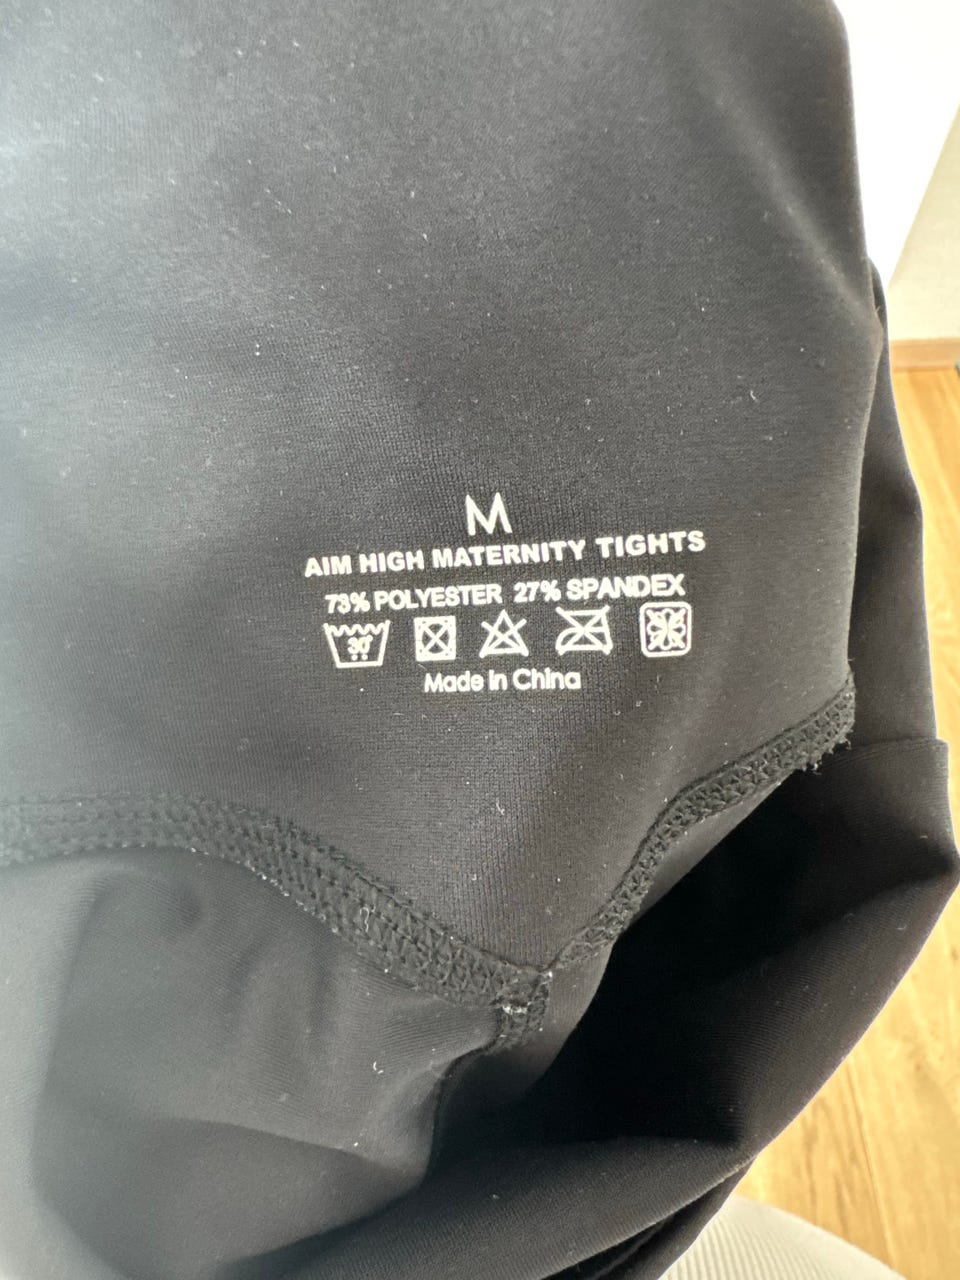 M
AIM HIGH MATERNITY TIGHTS
73% POLYESTER 27% SPANDEX
30°
Made in China